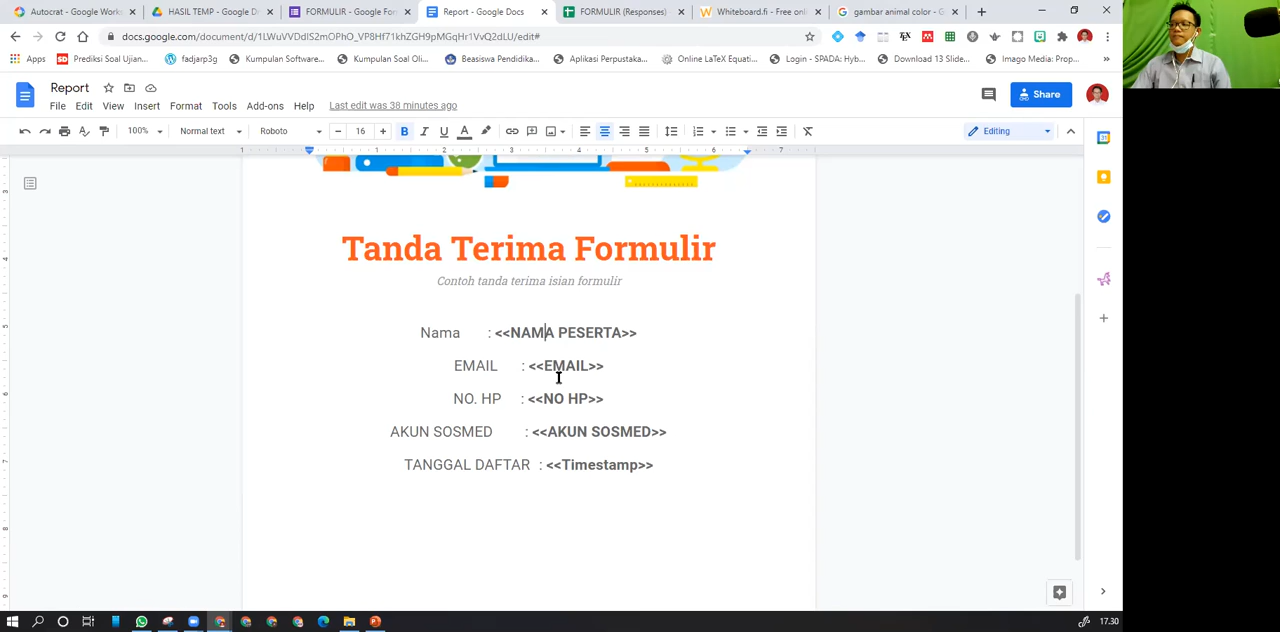 Autocrat - Google Works
HASIL TEMP - Google D
FORMULIR - Google For
Report - Google Docs
FORMULIR (Responses)
Whiteboard.fi - Free onl
gambar animal color - G
docs.google.com/document/d/1LWuVVDdlS2mOPhO_VP8Hf71khZGH9pMGqHr1VxCa9LU/edit#
Apps
Prediksi Soal Ujian...
fadjarp3g
Kumpulan Software...
Kumpulan Soal Oli...
Beasiswa Pendidika...
Aplikasi Perpustaka...
Online LaTeX Equati...
Login - SPADA: Hyb...
Download 13 Slide...
Imago Media: Prop...
Report
File Edit View Insert Format Tools Add-ons Help Last edit was 38 minutes ago
Share
100% Normal text Roboto 16 B I U A Editing
Tanda Terima Formulir
Contoh tanda terima isian formulir
Nama : <<NAMA PESERTA>>
EMAIL : <<EMAIL>>
NO. HP : <<NO HP>>
AKUN SOSMED : <<AKUN SOSMED>>
TANGGAL DAFTAR : <<Timestamp>>
17.30